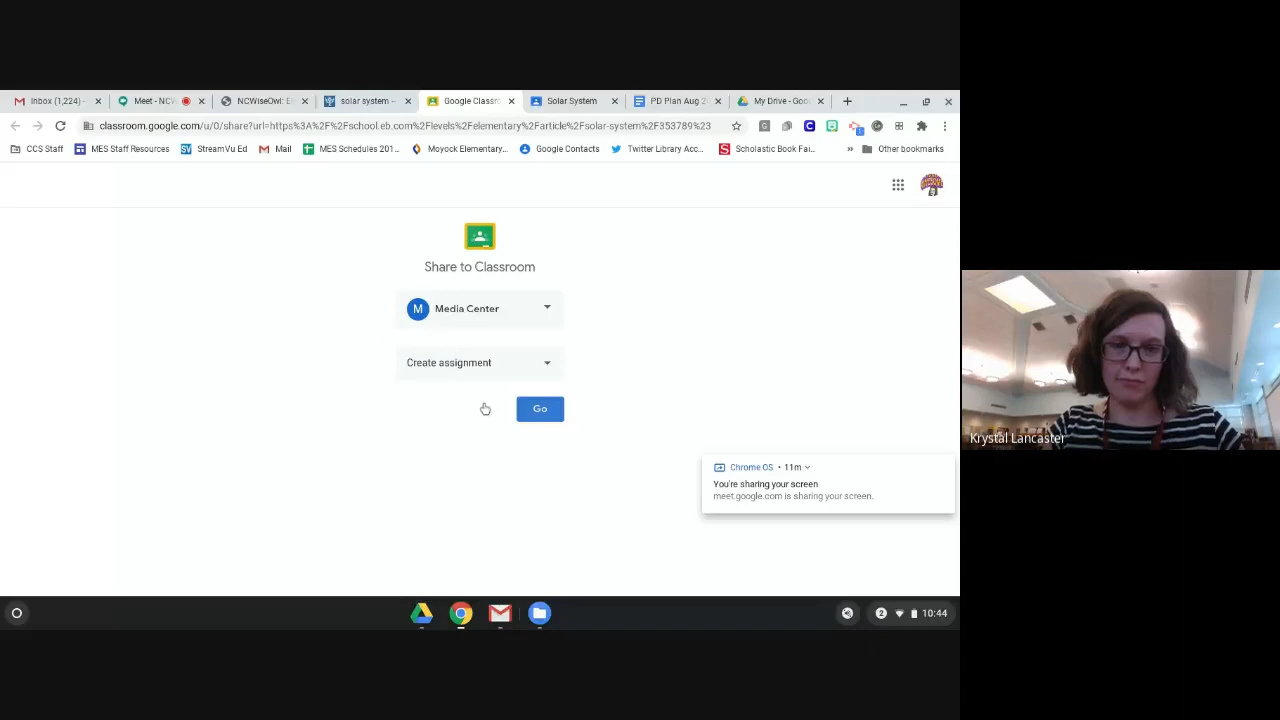 Inbox (1,224) -
Meet - NCW
NCWiseOwl: E
solar system –
Google Classro
Solar System
PD Plan Aug 2
My Drive - Goo
classroom.google.com/u/0/share?url=https%3A%2F%2Fschool.eb.com%2Flevels%2Felementary%2Farticle%2Fsolar-system%2F353789%23
CCS Staff
MES Staff Resources
SV StreamVu Ed
Mail
MES Schedules 201...
Moyock Elementary...
Google Contacts
Twitter Library Acc...
S Scholastic Book Fai...
»
Other bookmarks
Share to Classroom
M Media Center
Create assignment
Go
Krystal Lancaster
Chrome OS • 11m
You're sharing your screen
meet.google.com is sharing your screen.
2 10:44